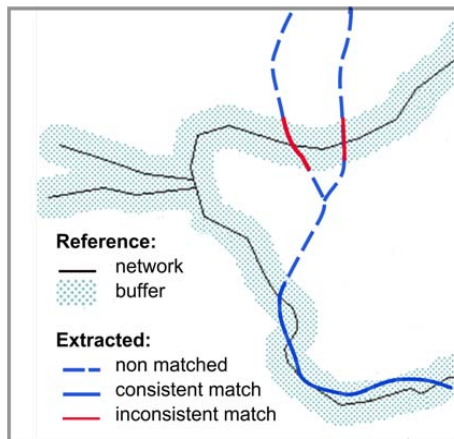 Reference:
network
buffer
Extracted:
non matched
consistent match
inconsistent match